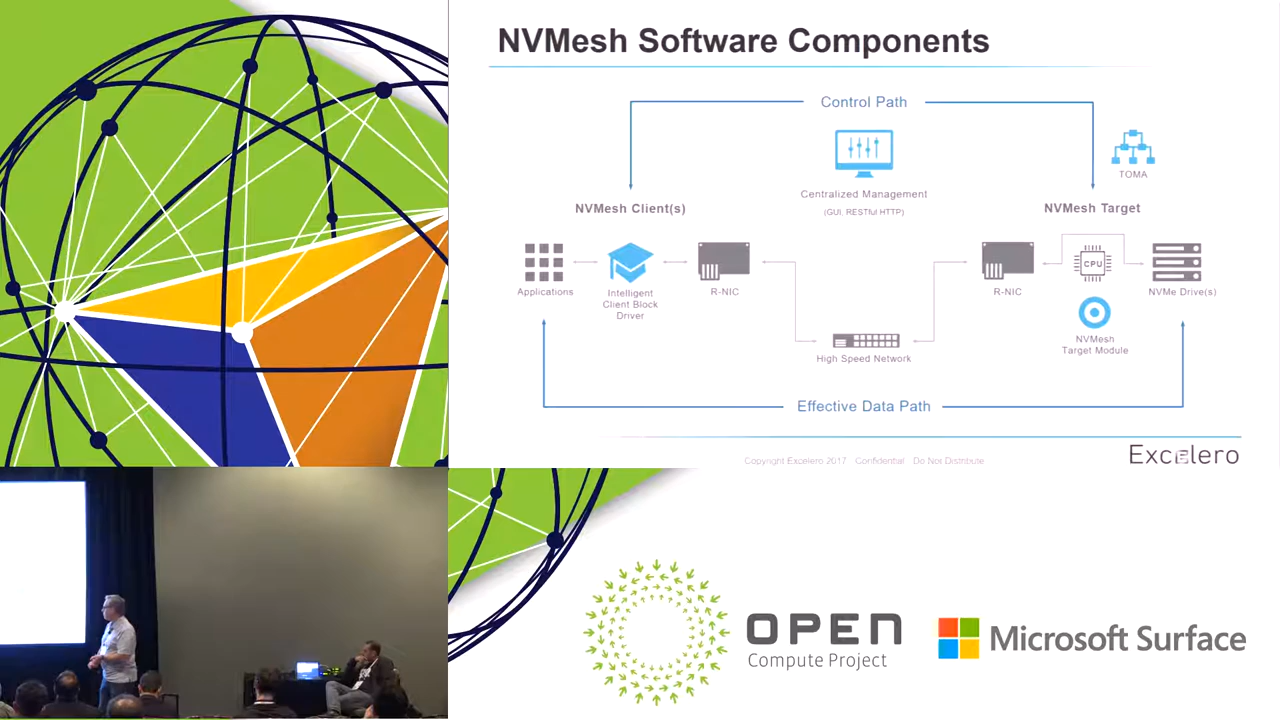 NVMesh Software Components
Control Path
TOMA
Centralized Management
(GUI, RESTful HTTP)
NVMesh Client(s)
NVMesh Target
CPU
Applications
Intelligent
Client Block
Driver
R-NIC
R-NIC
NVMe Drive(s)
NVMesh
Target Module
High Speed Network
Effective Data Path
Copyright Excelero 2017 Confidential Do Not Distribute
Excelero
OPEN
Compute Project
Microsoft Surface